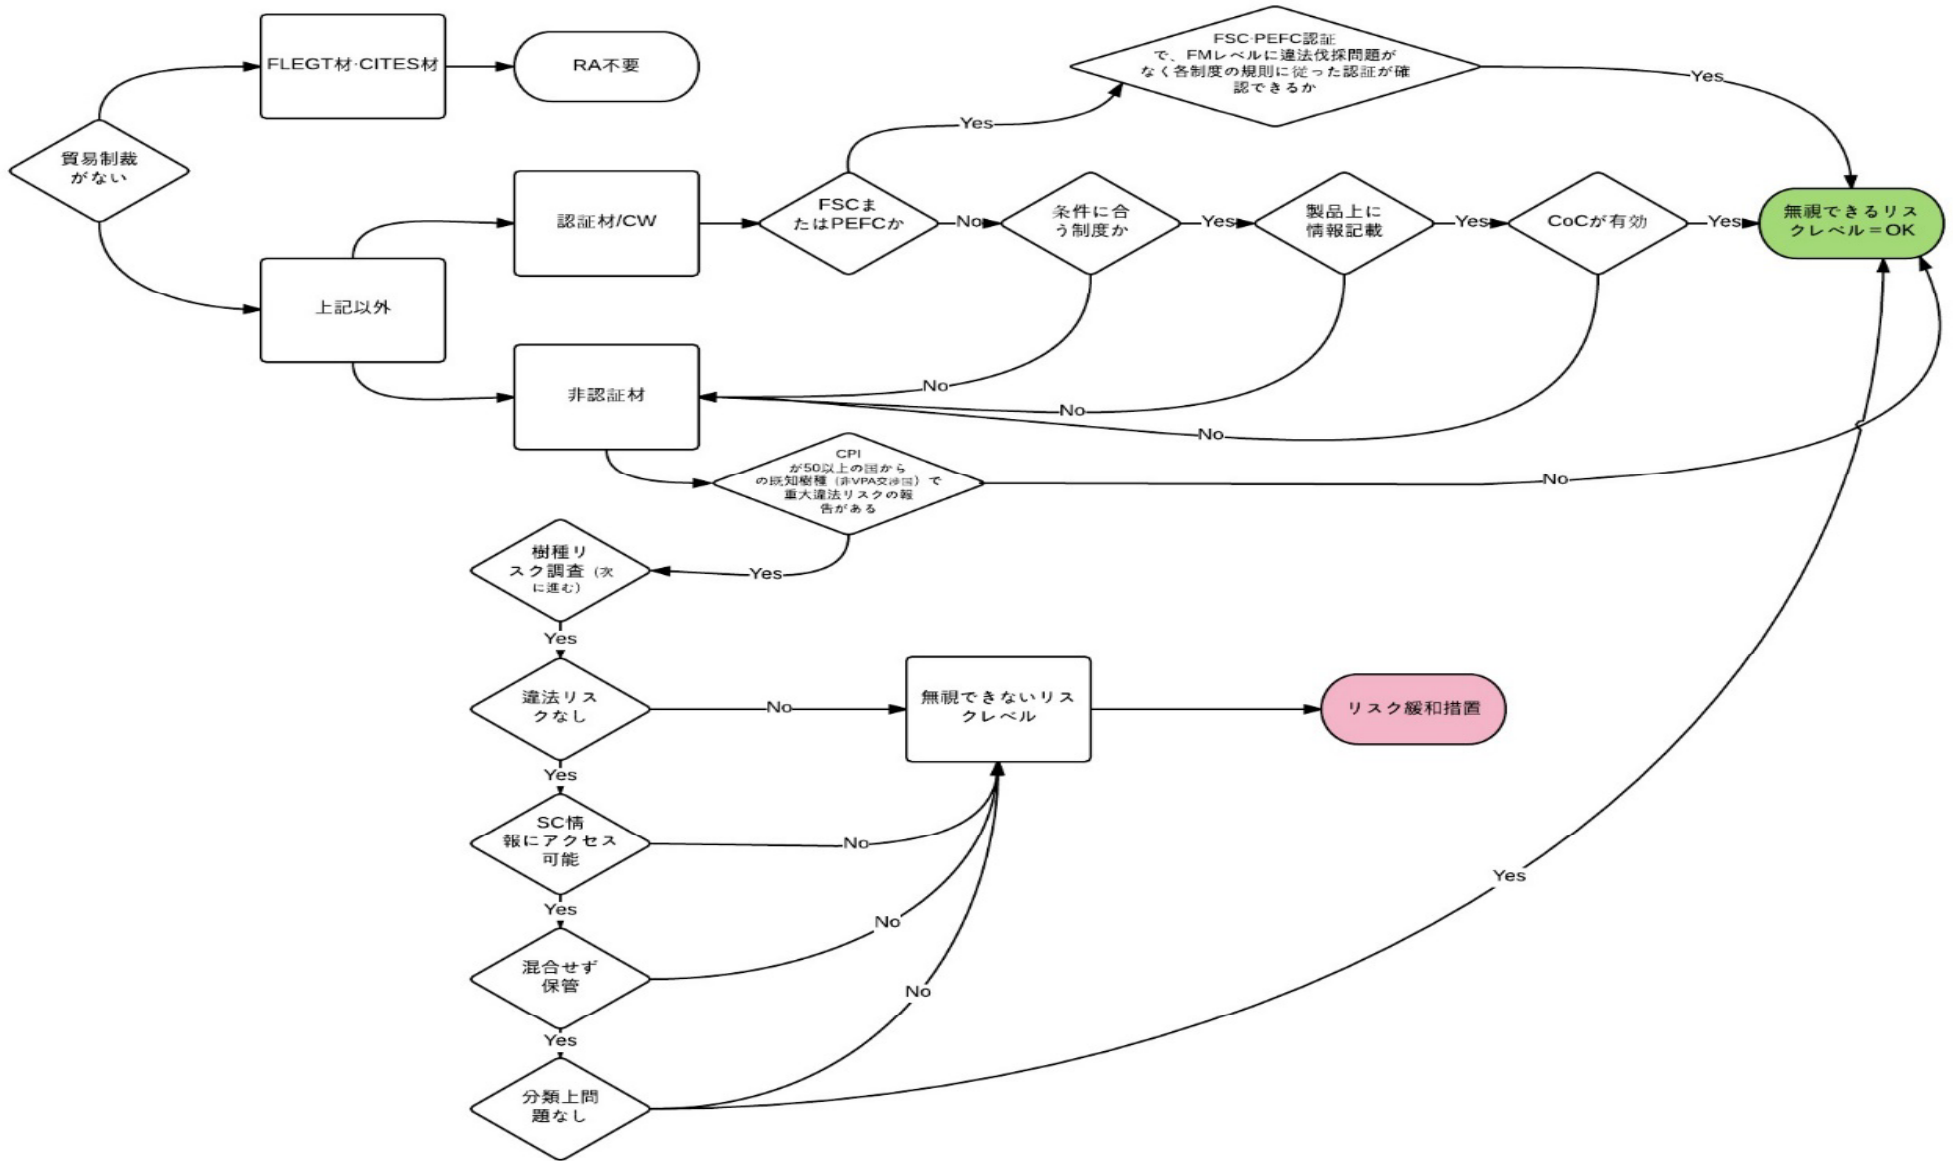 FLEGT材·CITES材
RA不要
貿易制裁
がない
上記以外
認証材/CW
非認証材
FSCま
たはPEFCか
Yes
FSC·PEFC認証
で、FMレベルに違法伐採問題が
なく各制度の規則に従った認証が確
認できるか
Yes
No
条件に合
う制度か
Yes
製品上に
情報記載
Yes
CoCが有効
Yes
無視できるリス
クレベル＝OK
No
No
No
CPI
が50以上の国から
の既知樹種（非VPA交渉国）で
重大違法リスクの報
告がある
No
Yes
樹種リ
スク調査（次
に進む）
Yes
違法リス
クなし
No
無視できないリス
クレベル
リスク緩和措置
Yes
SC情
報にアクセス
可能
No
Yes
混合せず
保管
No
Yes
分類上問
題なし
No
Yes